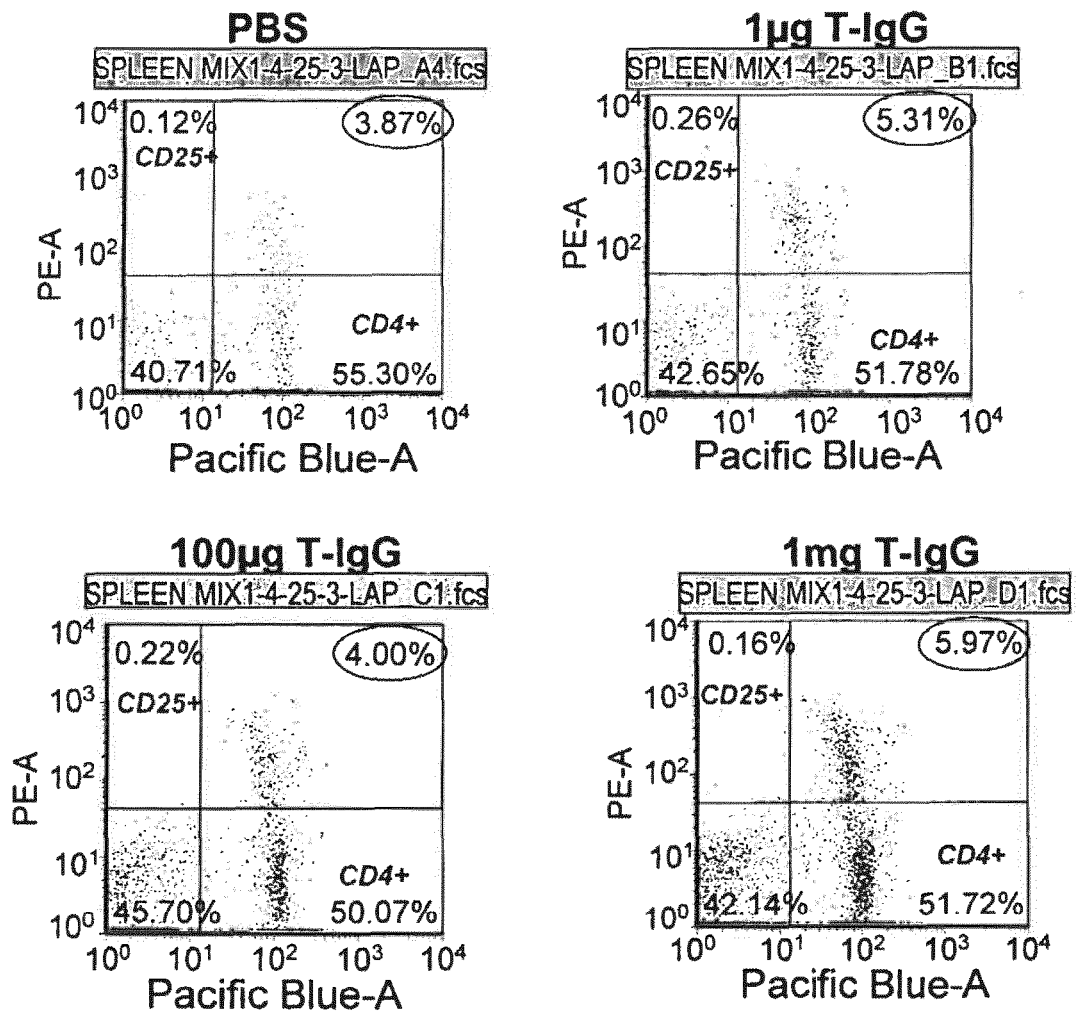 PBS
SPLEEN MIX1-4-25-3-LAP_A4.fcs
10⁴
0.12%
3.87%
CD25+
10³
10²
10¹
PE-A
CD4+
40.71%
55.30%
10⁰
10⁰ 10¹ 10² 10³ 10⁴
Pacific Blue-A
1µg T-IgG
SPLEEN MIX1-4-25-3-LAP_B1.fcs
10⁴
0.26%
5.31%
CD25+
10³
10²
10¹
PE-A
CD4+
42.65%
51.78%
10⁰
10⁰ 10¹ 10² 10³ 10⁴
Pacific Blue-A
100µg T-IgG
SPLEEN MIX1-4-25-3-LAP_C1.fcs
10⁴
0.22%
4.00%
CD25+
10³
10²
10¹
PE-A
CD4+
45.70%
50.07%
10⁰
10⁰ 10¹ 10² 10³ 10⁴
Pacific Blue-A
1mg T-IgG
SPLEEN MIX1-4-25-3-LAP_D1.fcs
10⁴
0.16%
5.97%
CD25+
10³
10²
10¹
PE-A
CD4+
42.14%
51.72%
10⁰
10⁰ 10¹ 10² 10³ 10⁴
Pacific Blue-A